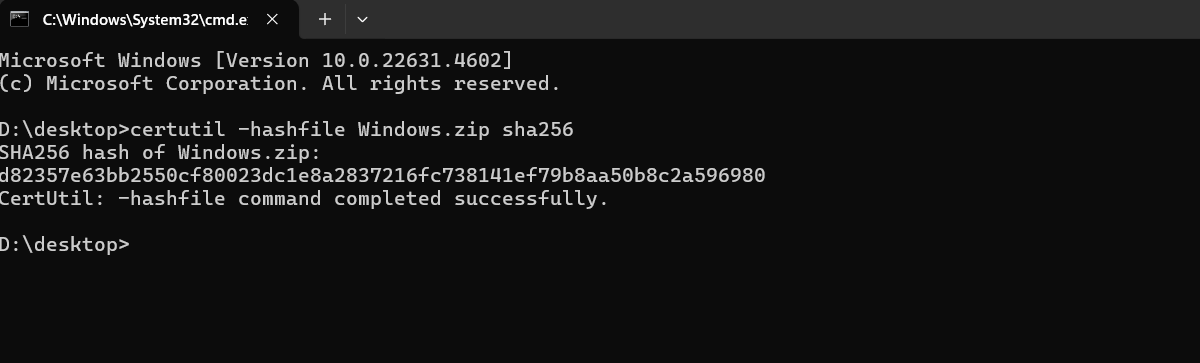 C:\Windows\System32\cmd.e
Microsoft Windows [Version 10.0.22631.4602]
(c) Microsoft Corporation. All rights reserved.
D:\desktop>certutil -hashfile Windows.zip sha256
SHA256 hash of Windows.zip:
d82357e63bb2550cf80023dc1e8a2837216fc738141ef79b8aa50b8c2a596980
CertUtil: -hashfile command completed successfully.
D:\desktop>